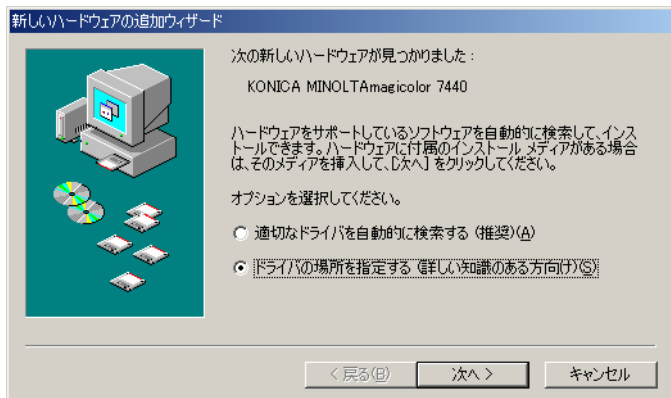 新しいハードウェアの追加ウィザード
次の新しいハードウェアが見つかりました:
KONICA MINOLTAmagicolor 7440
ハードウェアをサポートしているソフトウェアを自動的に検索して、インス
トールできます。ハードウェアに付属のインストール メディアがある場合
は、そのメディアを挿入して、[次へ] をクリックしてください。
オプションを選択してください。
適切なドライバを自動的に検索する (推奨)(A)
ドライバの場所を指定する (詳しい知識のある方向け)(S)
< 戻る(B)
次へ >
キャンセル